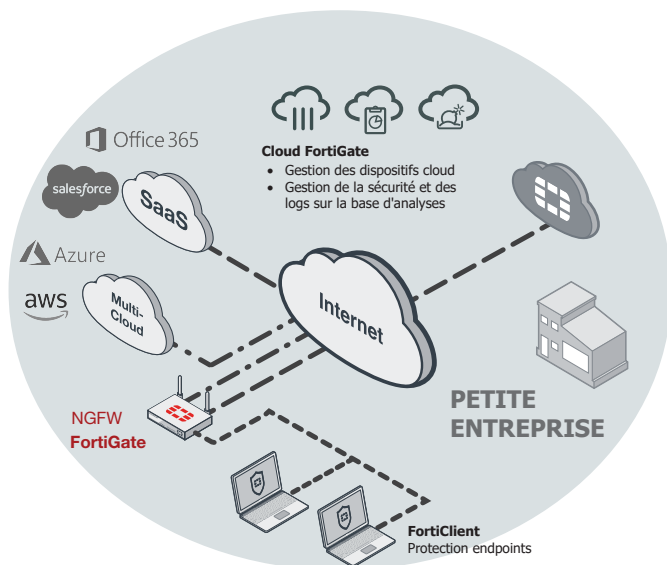 Office 365
salesforce
SaaS
Azure
aws
Multi-
Cloud
Cloud FortiGate
• Gestion des dispositifs cloud
• Gestion de la sécurité et des
logs sur la base d'analyses
Internet
NGFW
FortiGate
PETITE
ENTREPRISE
FortiClient
Protection endpoints